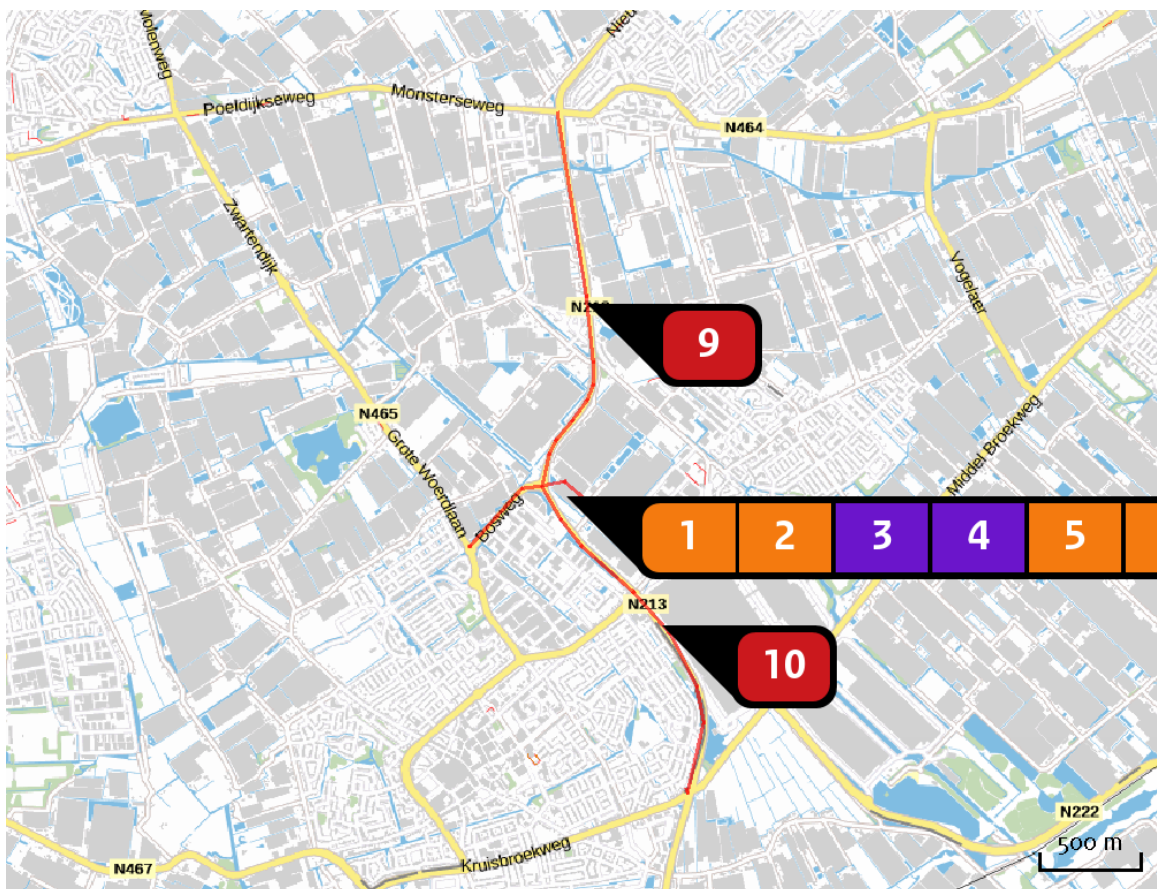 Molenweg
Poeldijkseweg
Monsterseweg
N464
Zwartendijk
Vogelaer
9
N465
Grote Woerdlaan
Middel Broekweg
Bosweg
1 2 3 4 5
N213
10
N222
500 m
Kruisbroekweg
N467